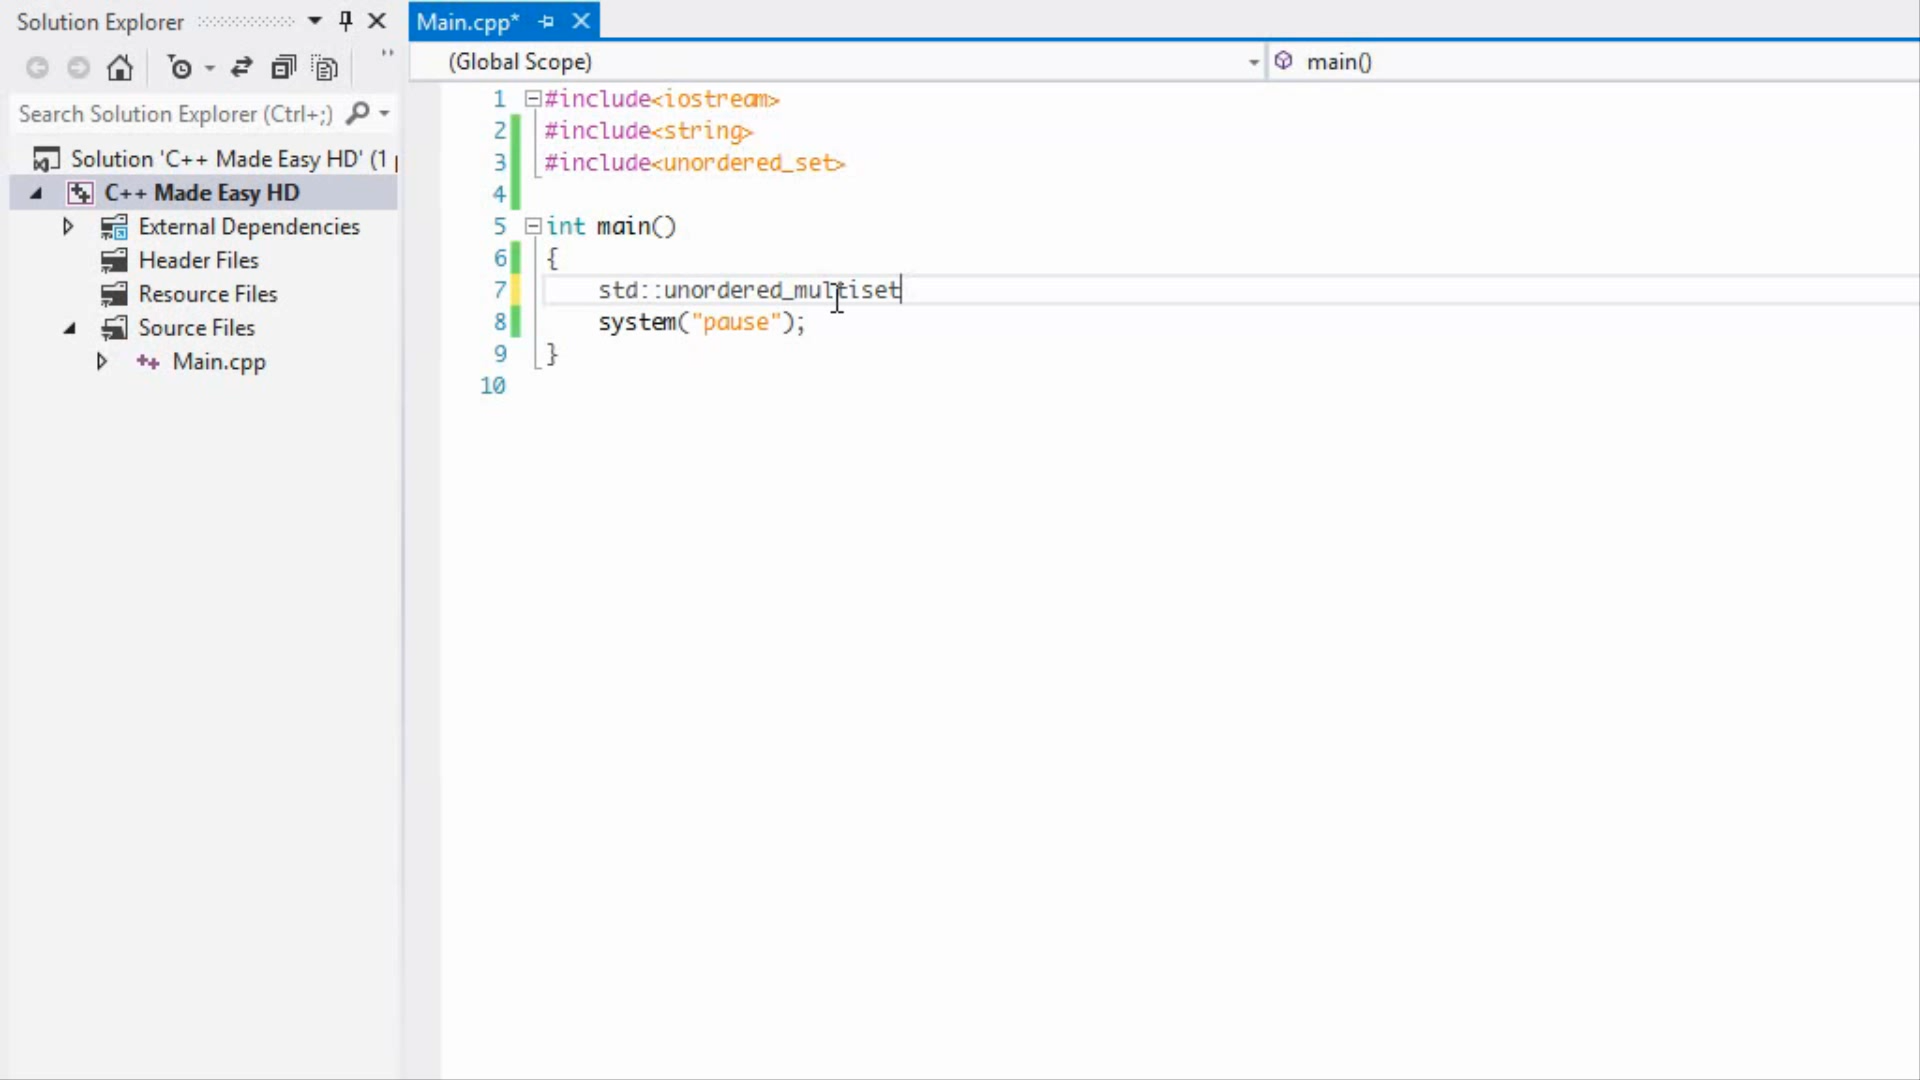 Solution Explorer
Search Solution Explorer (Ctrl+;)
Solution 'C++ Made Easy HD' (1
C++ Made Easy HD
External Dependencies
Header Files
Resource Files
Source Files
Main.cpp
Main.cpp*
(Global Scope)
main()
1 #include<iostream>
2 #include<string>
3 #include<unordered_set>
4
5 int main()
6 {
7 std::unordered_multiset
8 system("pause");
9 }
10